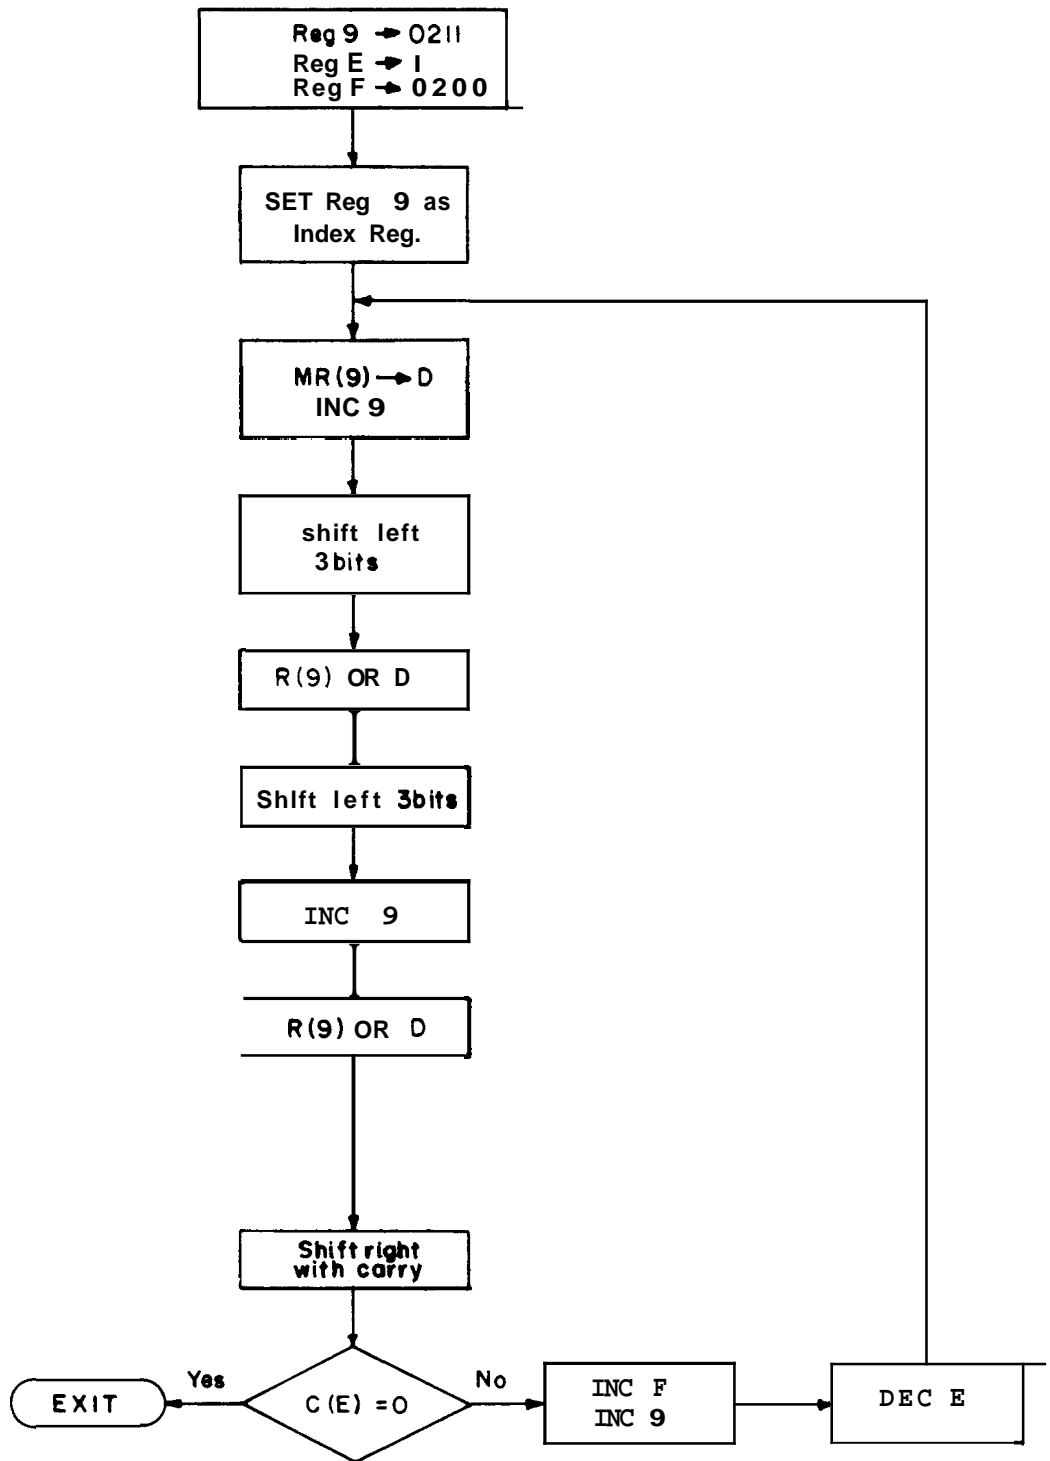 Reg 9 → 0211
Reg E → 1
Reg F → 0200
SET Reg 9 as
Index Reg.
MR(9) → D
INC 9
shift left
3bits
R(9) OR D
Shift left 3bits
INC 9
R(9) OR D
Shift right
with carry
C(E) = 0
Yes
EXIT
No
INC F
INC 9
DEC E